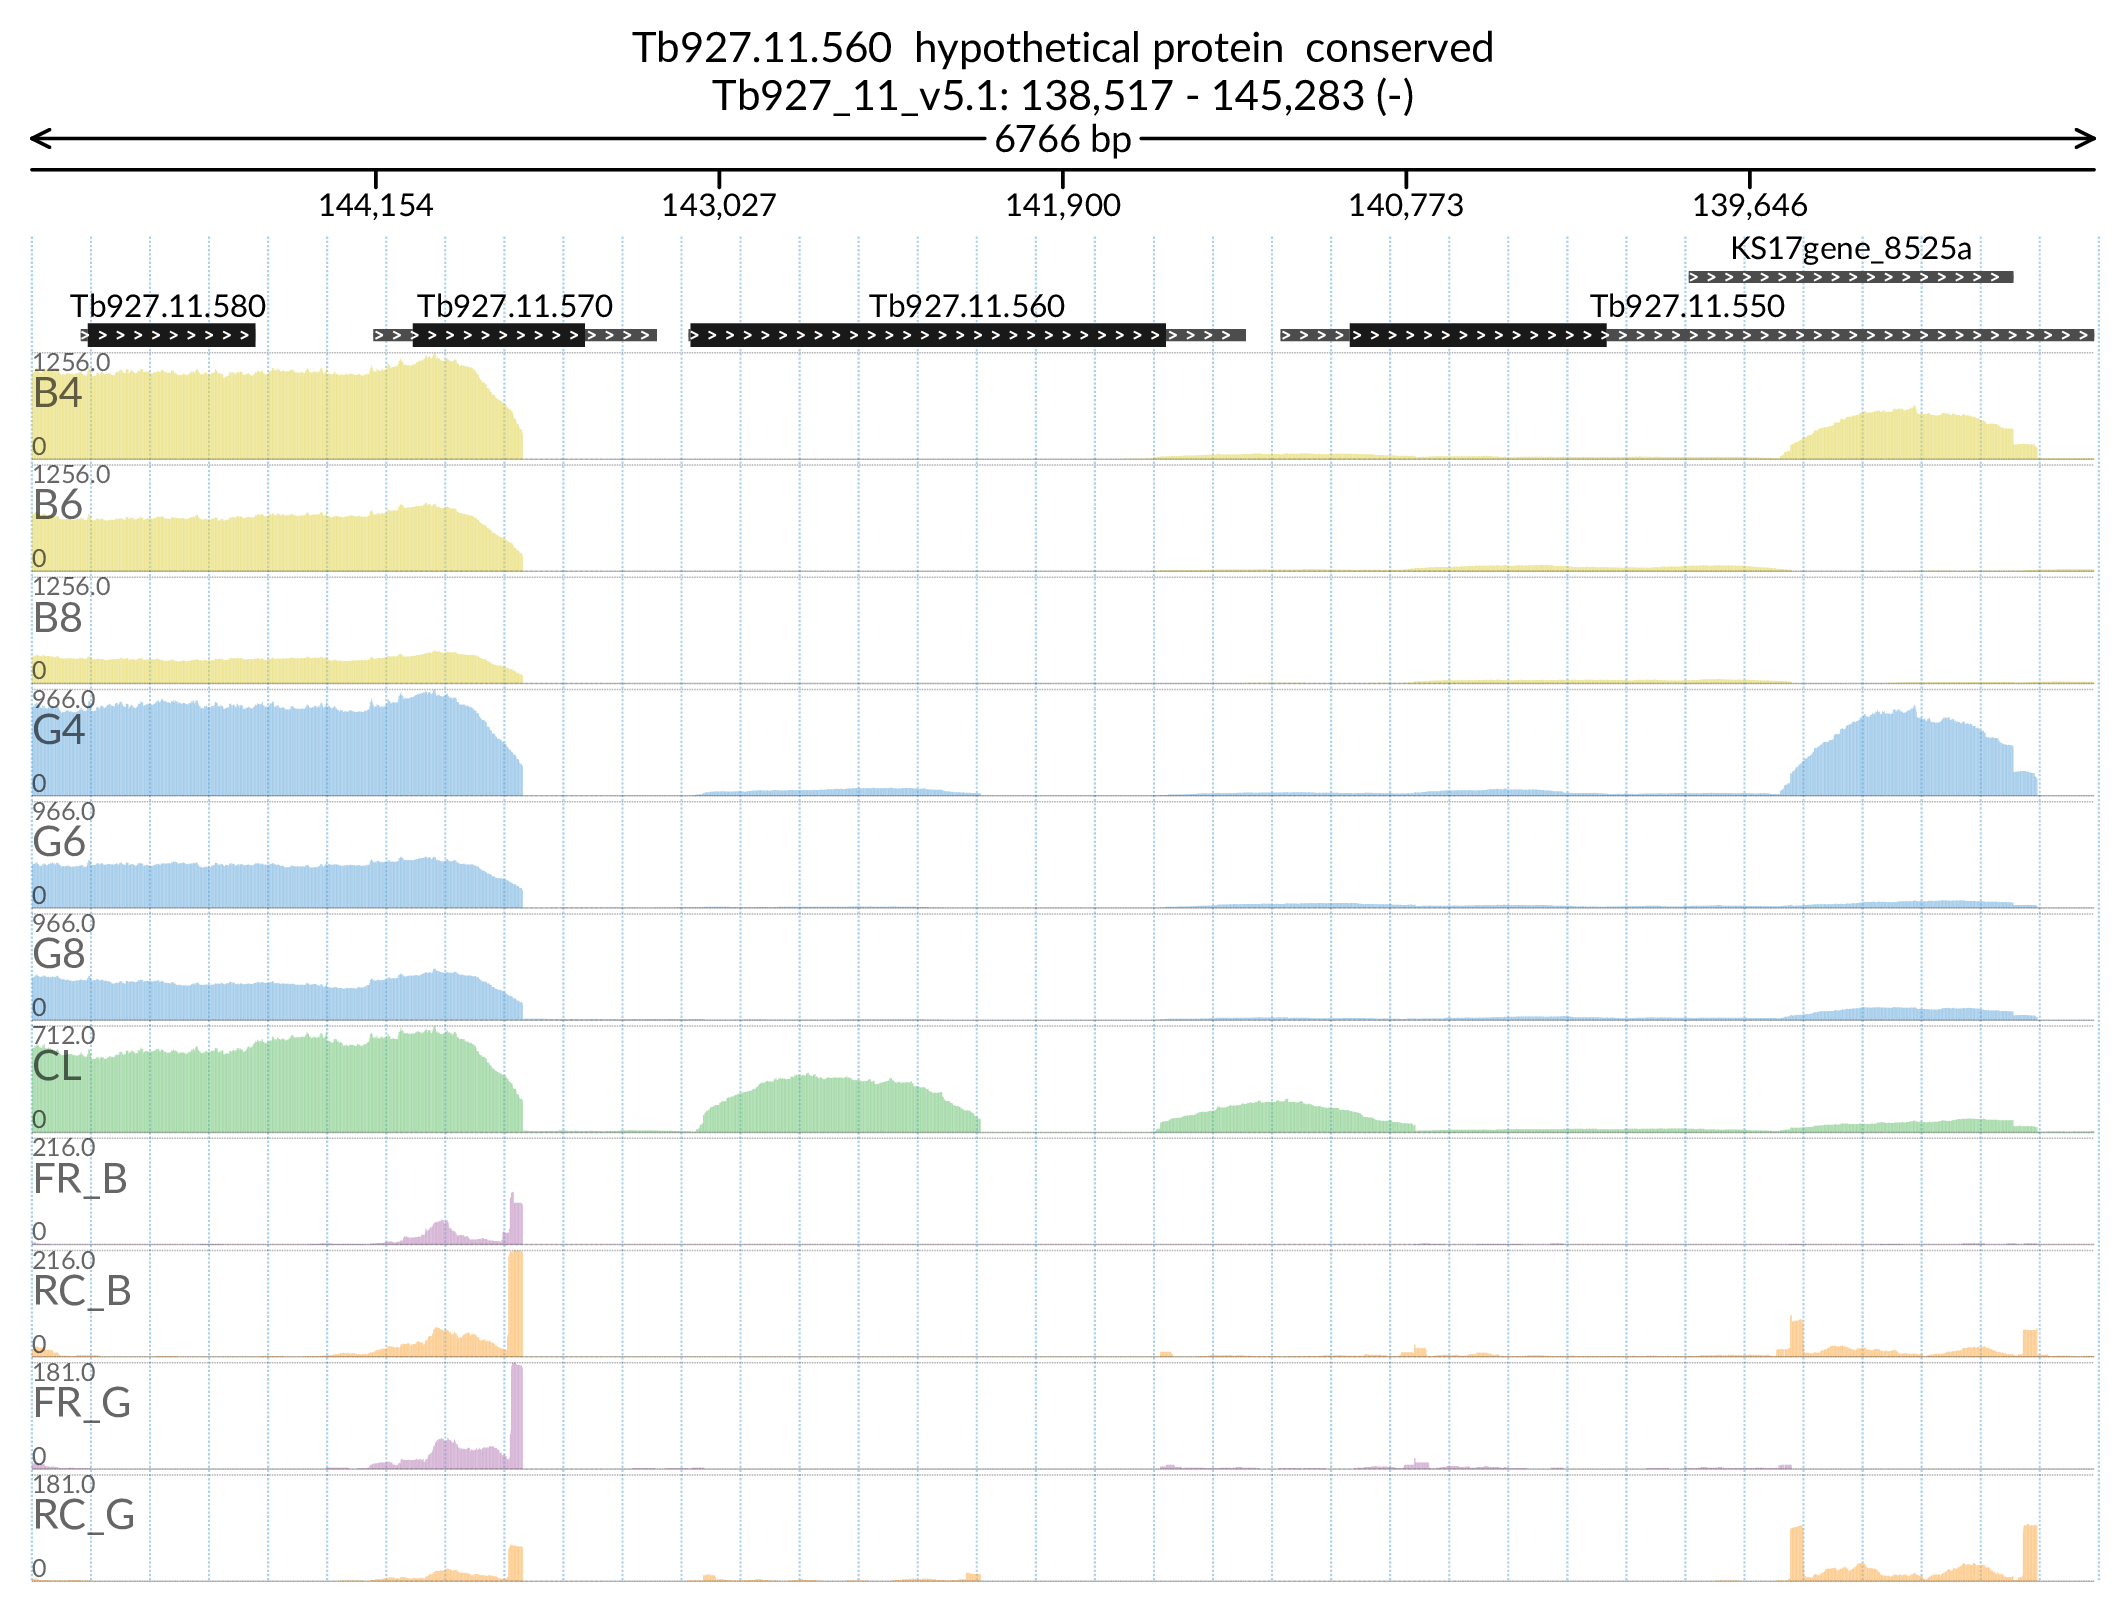 Tb927.11.560  hypothetical protein  conserved
Tb927_11_v5.1: 138,517 - 145,283 (-)
6766 bp
144,154 143,027 141,900 140,773 139,646
KS17gene_8525a
Tb927.11.580 Tb927.11.570 Tb927.11.560 Tb927.11.550
1256.0
B4
0
1256.0
B6
0
1256.0
B8
0
966.0
G4
0
966.0
G6
0
966.0
G8
0
712.0
CL
0
216.0
FR_B
0
216.0
RC_B
0
181.0
FR_G
0
181.0
RC_G
0